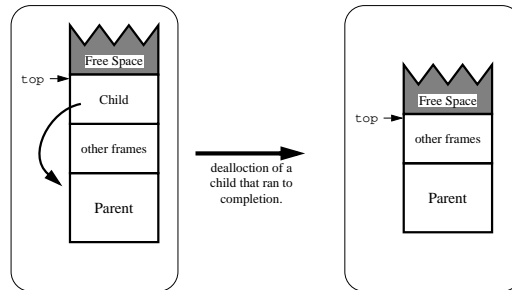 Free Space
top
Child
other frames
Parent
dealloction of a
child that ran to
completion.
Free Space
top
other frames
Parent